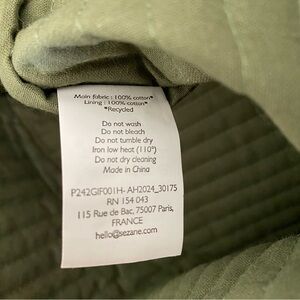 Main fabric : 100% cotton*
Lining : 100% cotton*
*Recycled
Do not wash
Do not bleach
Do not tumble dry
Iron low heat (110°)
Do not dry cleaning
Made in China
P242GIF001H- AH2024_30175
RN 154 043
115 Rue de Bac, 75007 Paris,
FRANCE
hello@sezane.com